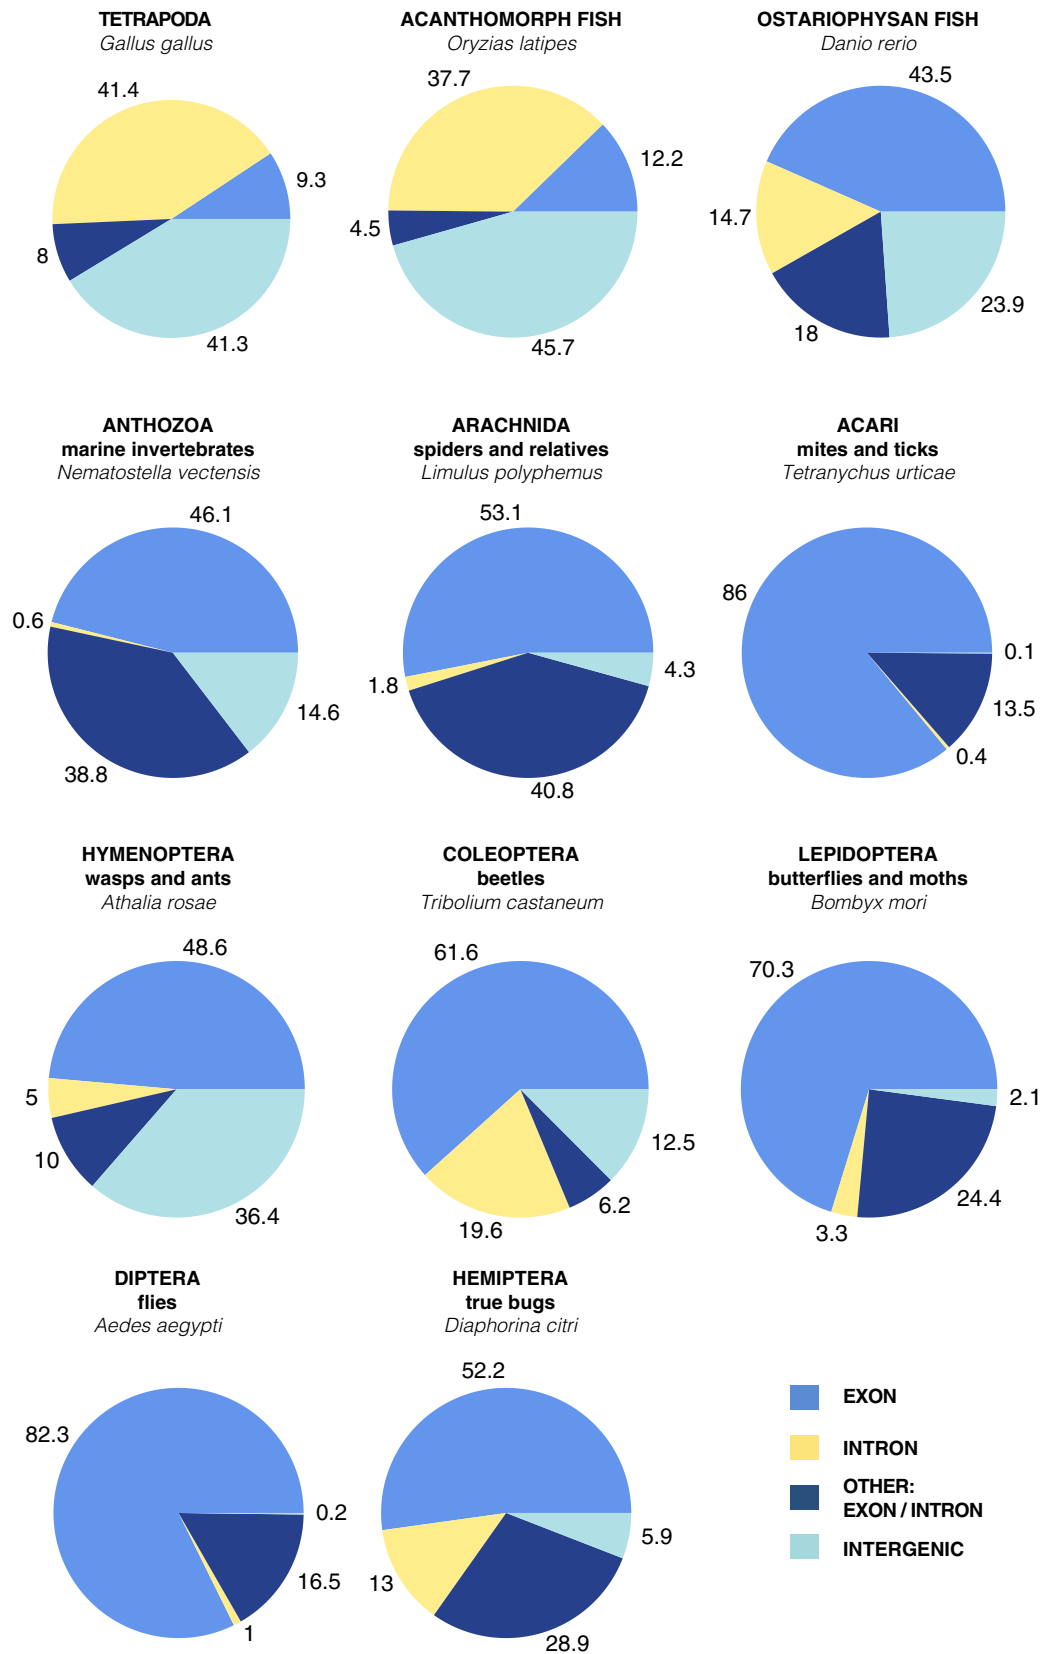 TETRAPODA
Gallus gallus
41.4
9.3
8
41.3
ACANTHOMORPH FISH
Oryzias latipes
37.7
12.2
4.5
45.7
OSTARIOPHYSAN FISH
Danio rerio
43.5
14.7
18
23.9
ANTHOZOA
marine invertebrates
Nematostella vectensis
46.1
0.6
14.6
38.8
ARACHNIDA
spiders and relatives
Limulus polyphemus
53.1
1.8
4.3
40.8
ACARI
mites and ticks
Tetranychus urticae
86
0.1
13.5
0.4
HYMENOPTERA
wasps and ants
Athalia rosae
48.6
5
10
36.4
COLEOPTERA
beetles
Tribolium castaneum
61.6
12.5
6.2
19.6
LEPIDOPTERA
butterflies and moths
Bombyx mori
70.3
2.1
24.4
3.3
DIPTERA
flies
Aedes aegypti
82.3
0.2
16.5
1
HEMIPTERA
true bugs
Diaphorina citri
52.2
5.9
13
28.9
EXON
INTRON
OTHER:
EXON / INTRON
INTERGENIC